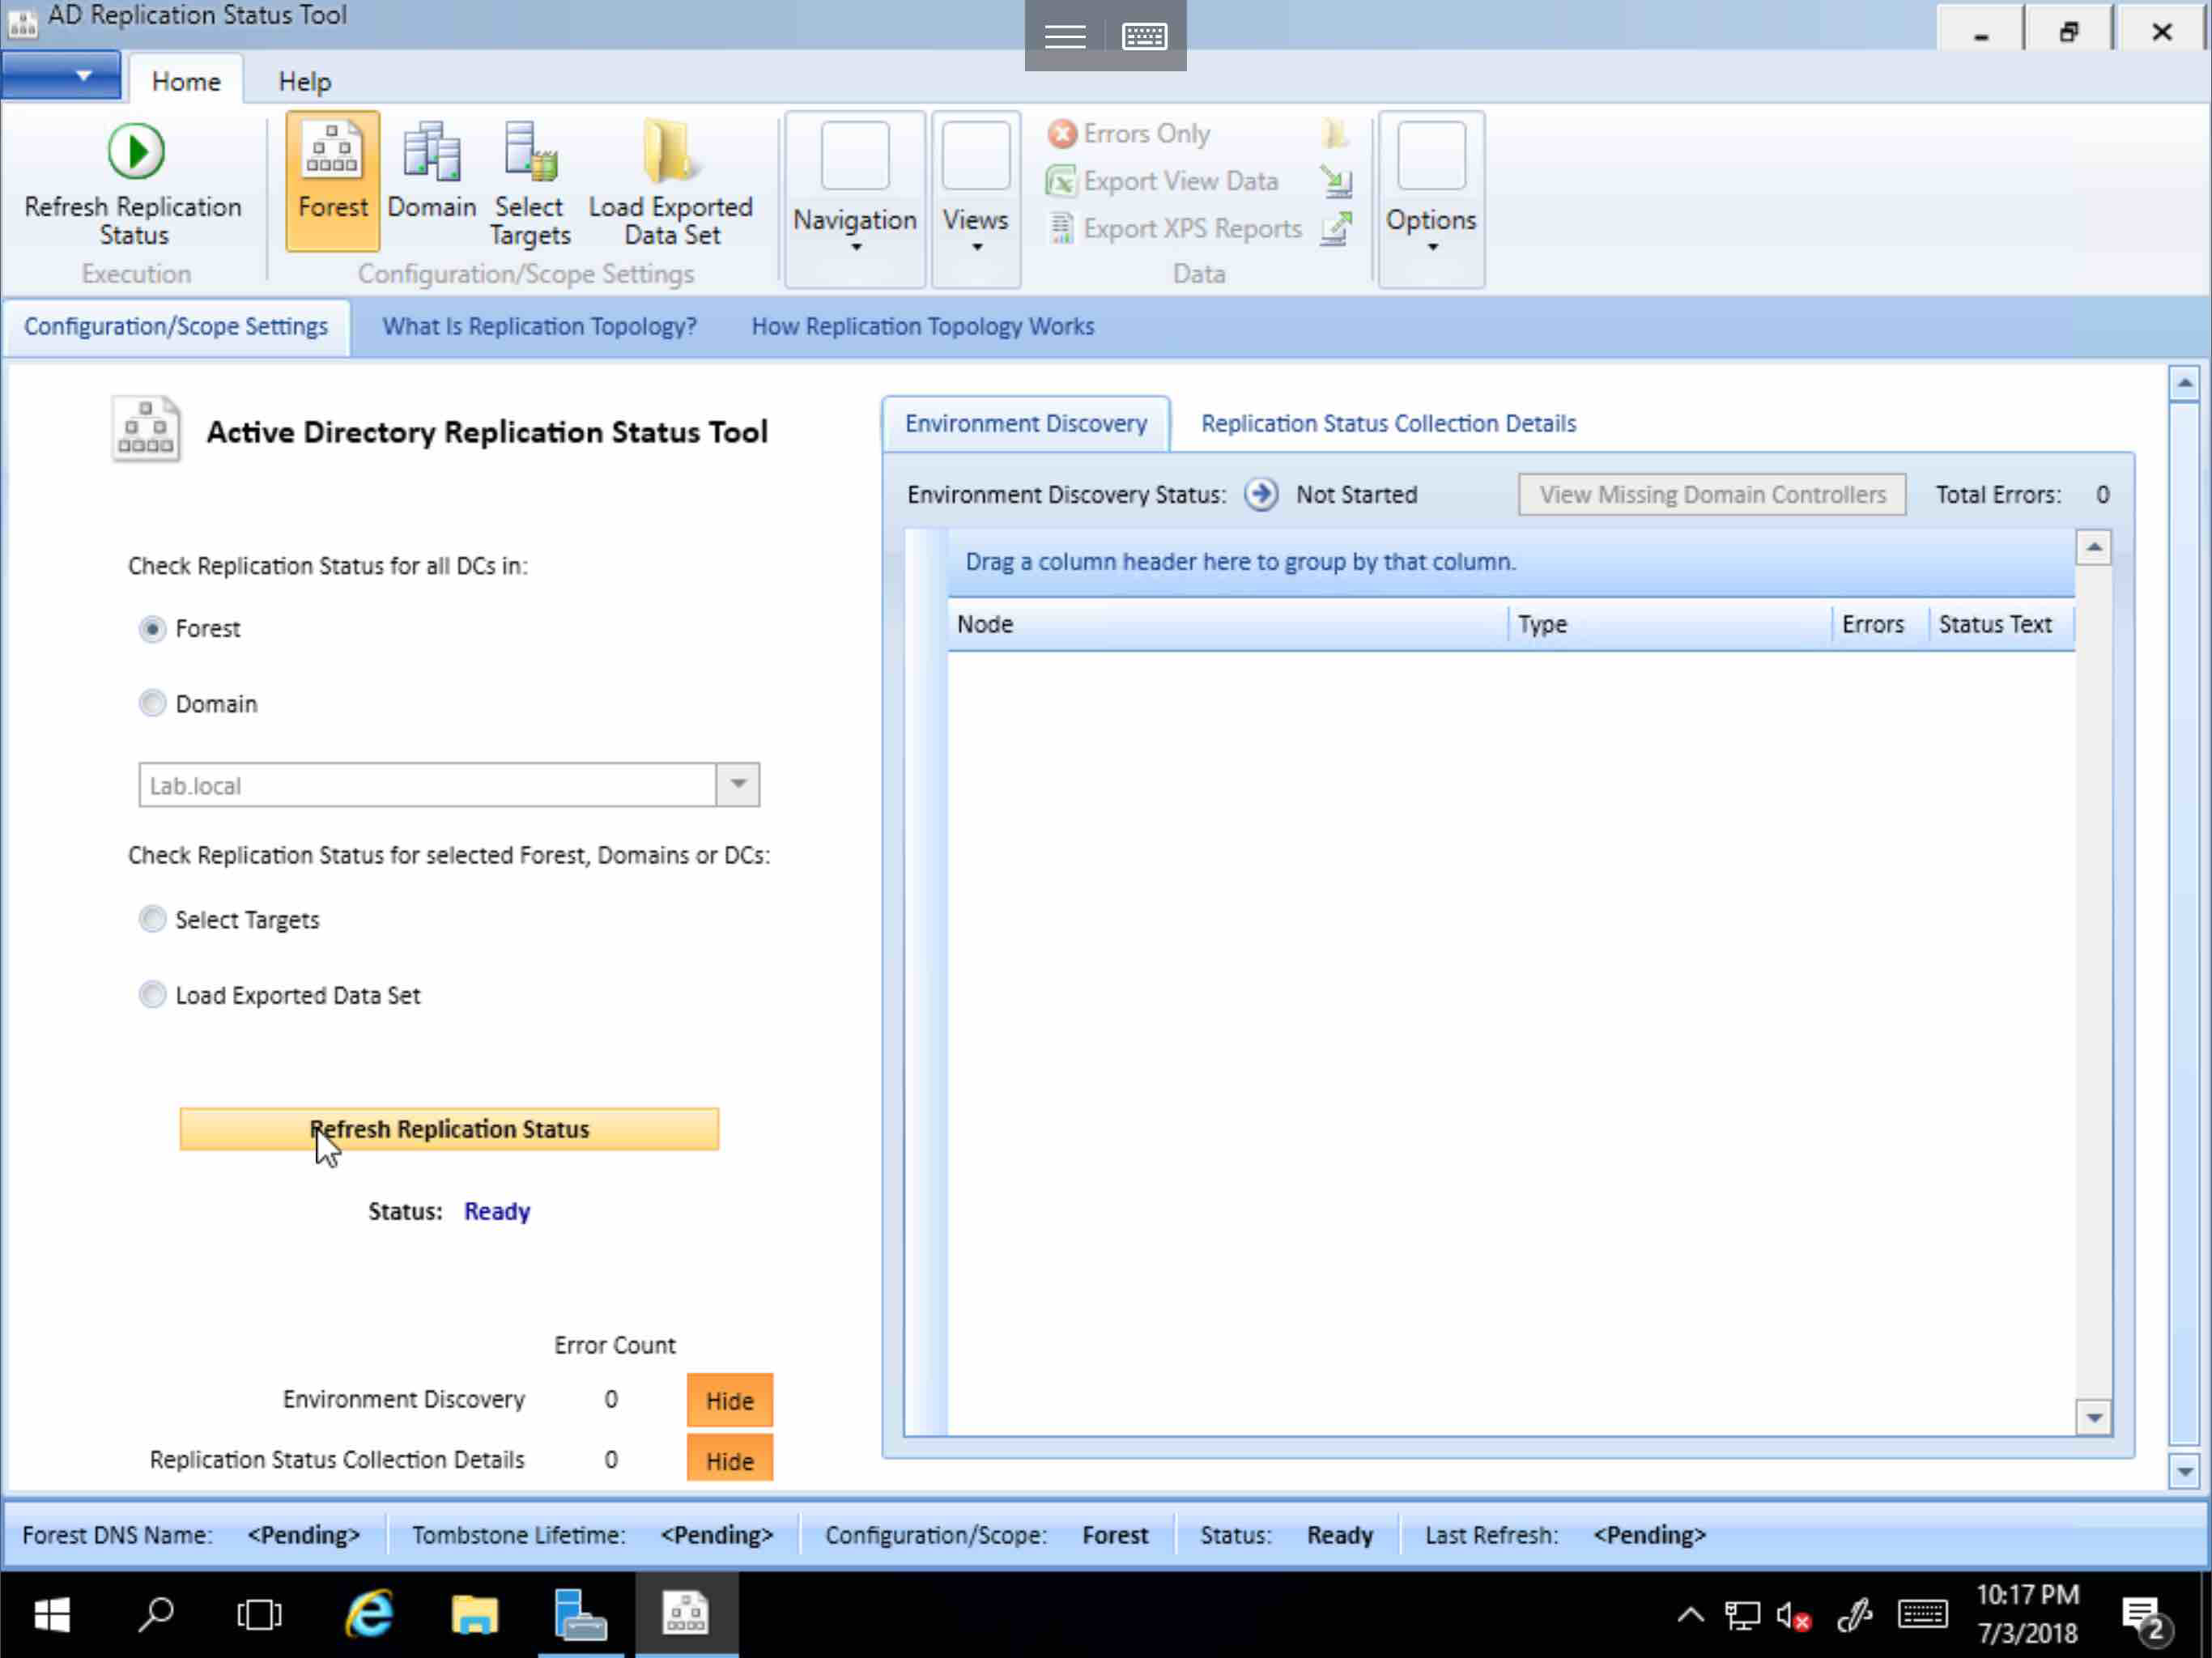 AD Replication Status Tool
Home
Help
Refresh Replication
Status
Execution
Forest
Domain
Select
Targets
Load Exported
Data Set
Configuration/Scope Settings
Navigation
Views
Errors Only
Export View Data
Export XPS Reports
Data
Options
Configuration/Scope Settings
What Is Replication Topology?
How Replication Topology Works
Active Directory Replication Status Tool
Check Replication Status for all DCs in:
Forest
Domain
Lab.local
Check Replication Status for selected Forest, Domains or DCs:
Select Targets
Load Exported Data Set
Refresh Replication Status
Status: Ready
Error Count
Environment Discovery 0 Hide
Replication Status Collection Details 0 Hide
Environment Discovery
Replication Status Collection Details
Environment Discovery Status: Not Started
View Missing Domain Controllers
Total Errors: 0
Drag a column header here to group by that column.
Node Type Errors Status Text
Forest DNS Name: <Pending> Tombstone Lifetime: <Pending> Configuration/Scope: Forest Status: Ready Last Refresh: <Pending>
10:17 PM
7/3/2018
2